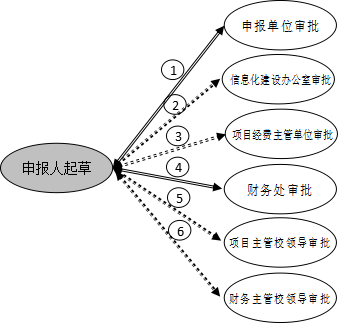 申报单位审批
1
信息化建设办公室审批
2
项目经费主管单位审批
3
申报人起草
4
财务处审批
5
项目主管校领导审批
6
财务主管校领导审批